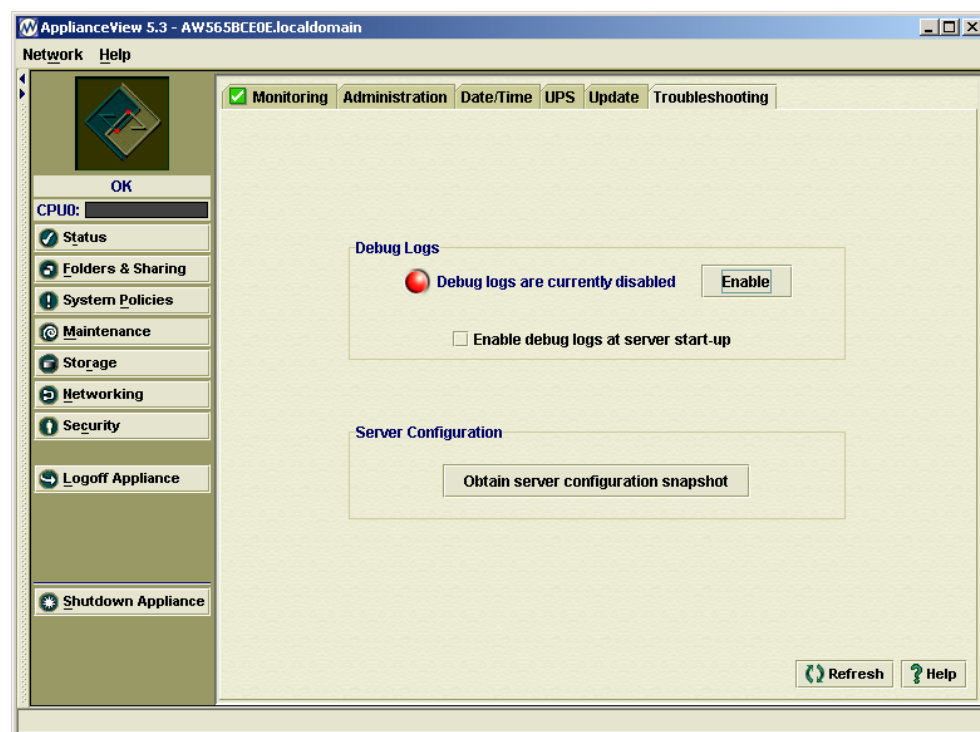 ApplianceView 5.3 - AW565BCE0E.localdomain
Network Help
Monitoring Administration Date/Time UPS Update Troubleshooting
OK
CPU0:
Status
Folders & Sharing
System Policies
Maintenance
Storage
Networking
Security
Logoff Appliance
Shutdown Appliance
Debug Logs
Debug logs are currently disabled Enable
Enable debug logs at server start-up
Server Configuration
Obtain server configuration snapshot
Refresh Help